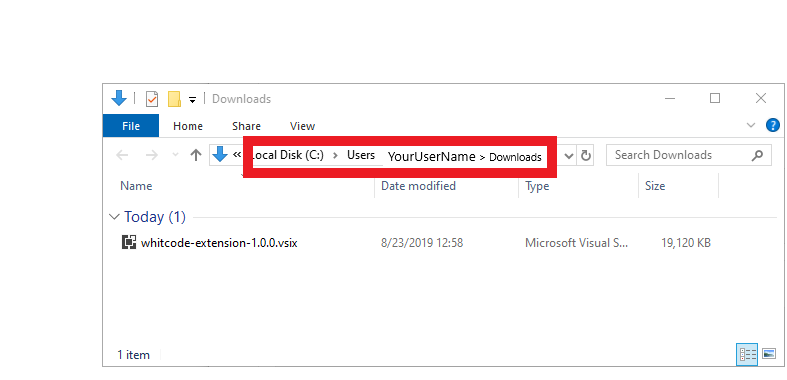 Downloads
File Home Share View
« Local Disk (C:) > Users YourUserName > Downloads Search Downloads
Name Date modified Type Size
Today (1)
whitcode-extension-1.0.0.vsix 8/23/2019 12:58 Microsoft Visual S... 19,120 KB
1 item